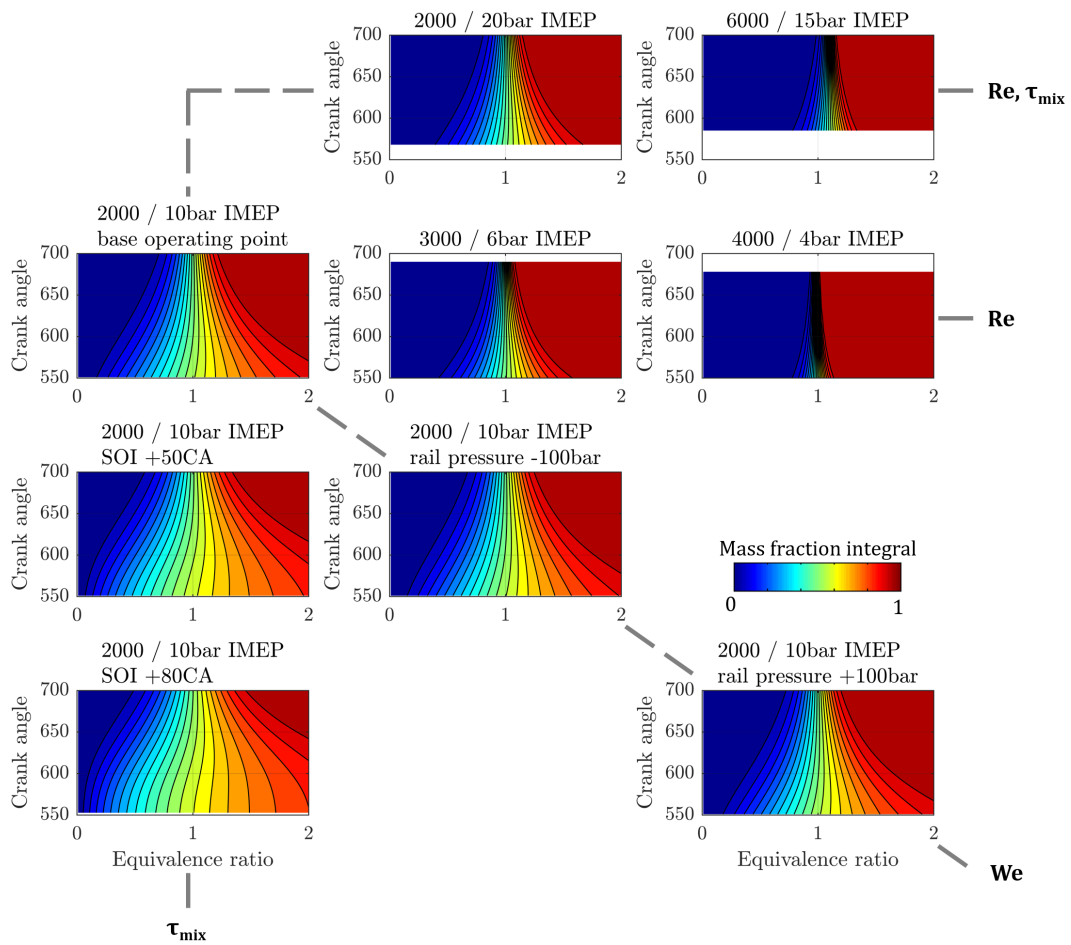 2000 / 20bar IMEP
6000 / 15bar IMEP
Crank angle
700
650
600
550
0
1
2
Crank angle
700
650
600
550
0
1
2
Re, τmix
2000 / 10bar IMEP
base operating point
3000 / 6bar IMEP
4000 / 4bar IMEP
Crank angle
700
600
550
0
1
2
Crank angle
700
650
600
550
0
1
2
Crank angle
700
650
600
550
0
1
2
Re
2000 / 10bar IMEP
SOI +50CA
2000 / 10bar IMEP
rail pressure -100bar
Crank angle
700
650
600
550
0
1
2
Crank angle
700
650
600
550
0
1
2
Mass fraction integral
0
1
2000 / 10bar IMEP
SOI +80CA
2000 / 10bar IMEP
rail pressure +100bar
Crank angle
700
650
600
550
0
1
2
Equivalence ratio
Crank angle
700
650
600
550
0
1
2
Equivalence ratio
We
τmix